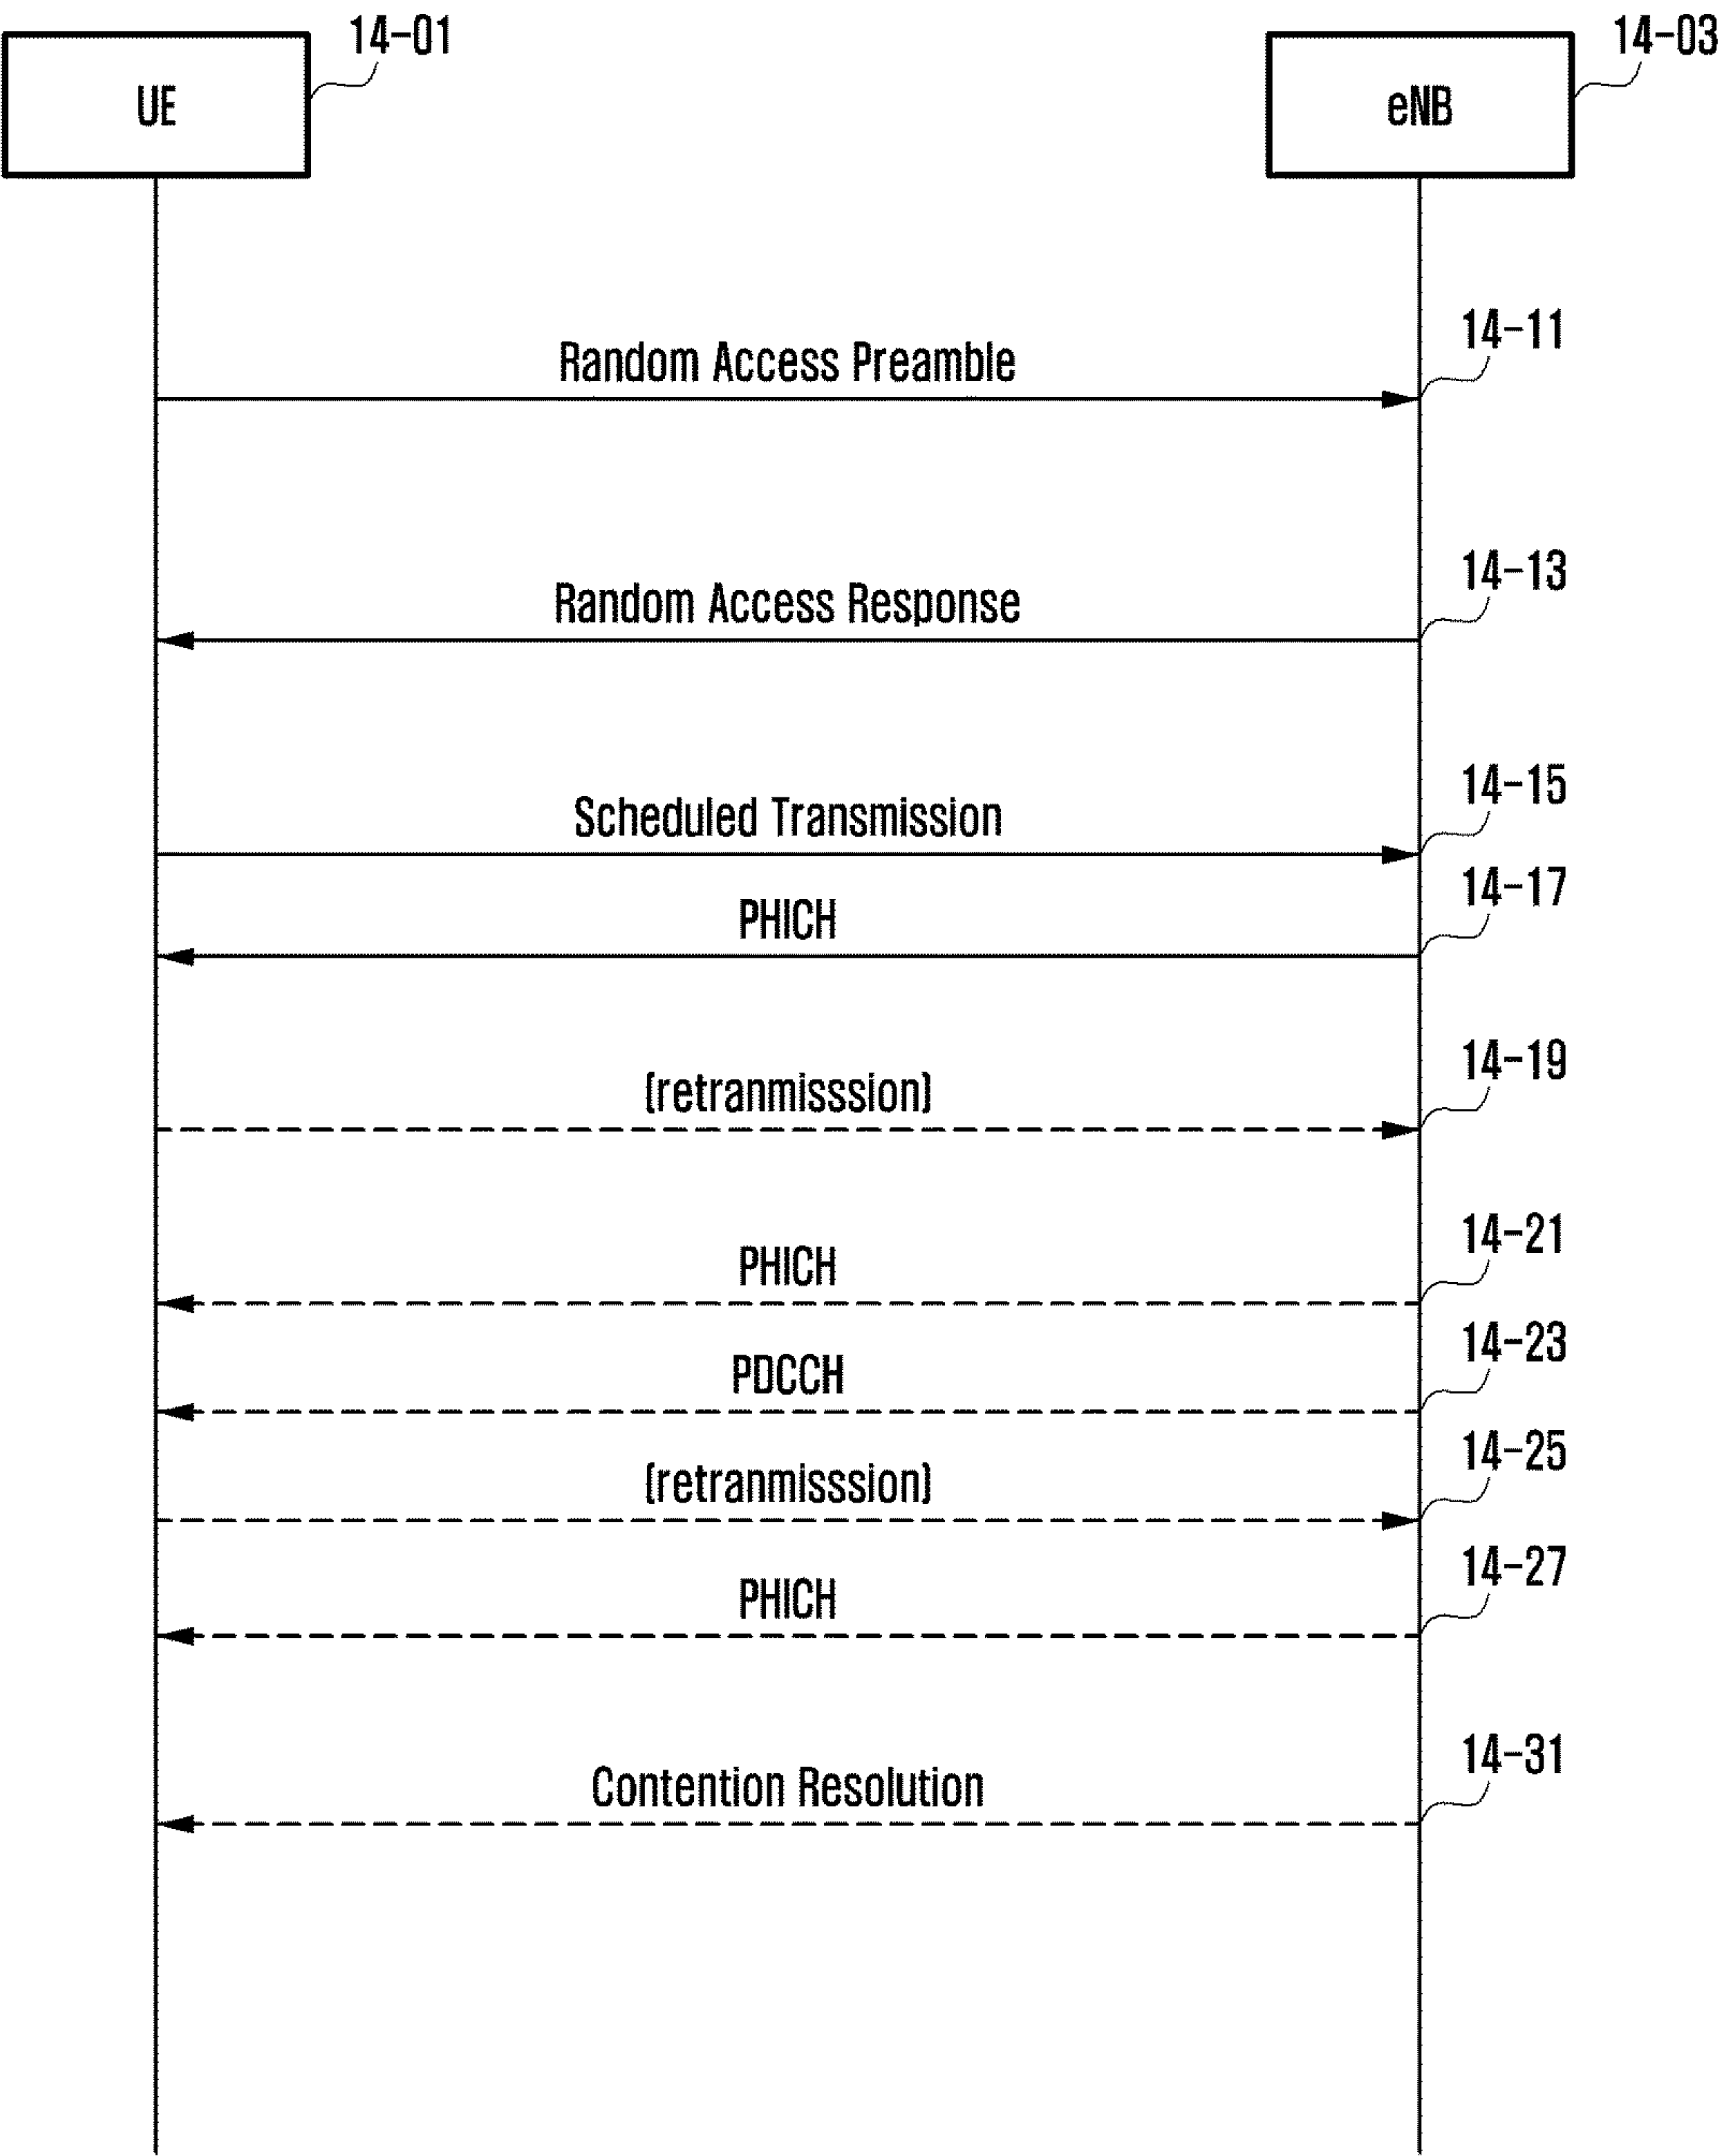 14-01
14-03
UE
eNB
14-11
Random Access Preamble
14-13
Random Access Response
14-15
Scheduled Transmission
14-17
PHICH
14-19
(retranmisssion)
14-21
PHICH
14-23
PDCCH
14-25
(retranmisssion)
14-27
PHICH
14-31
Contention Resolution